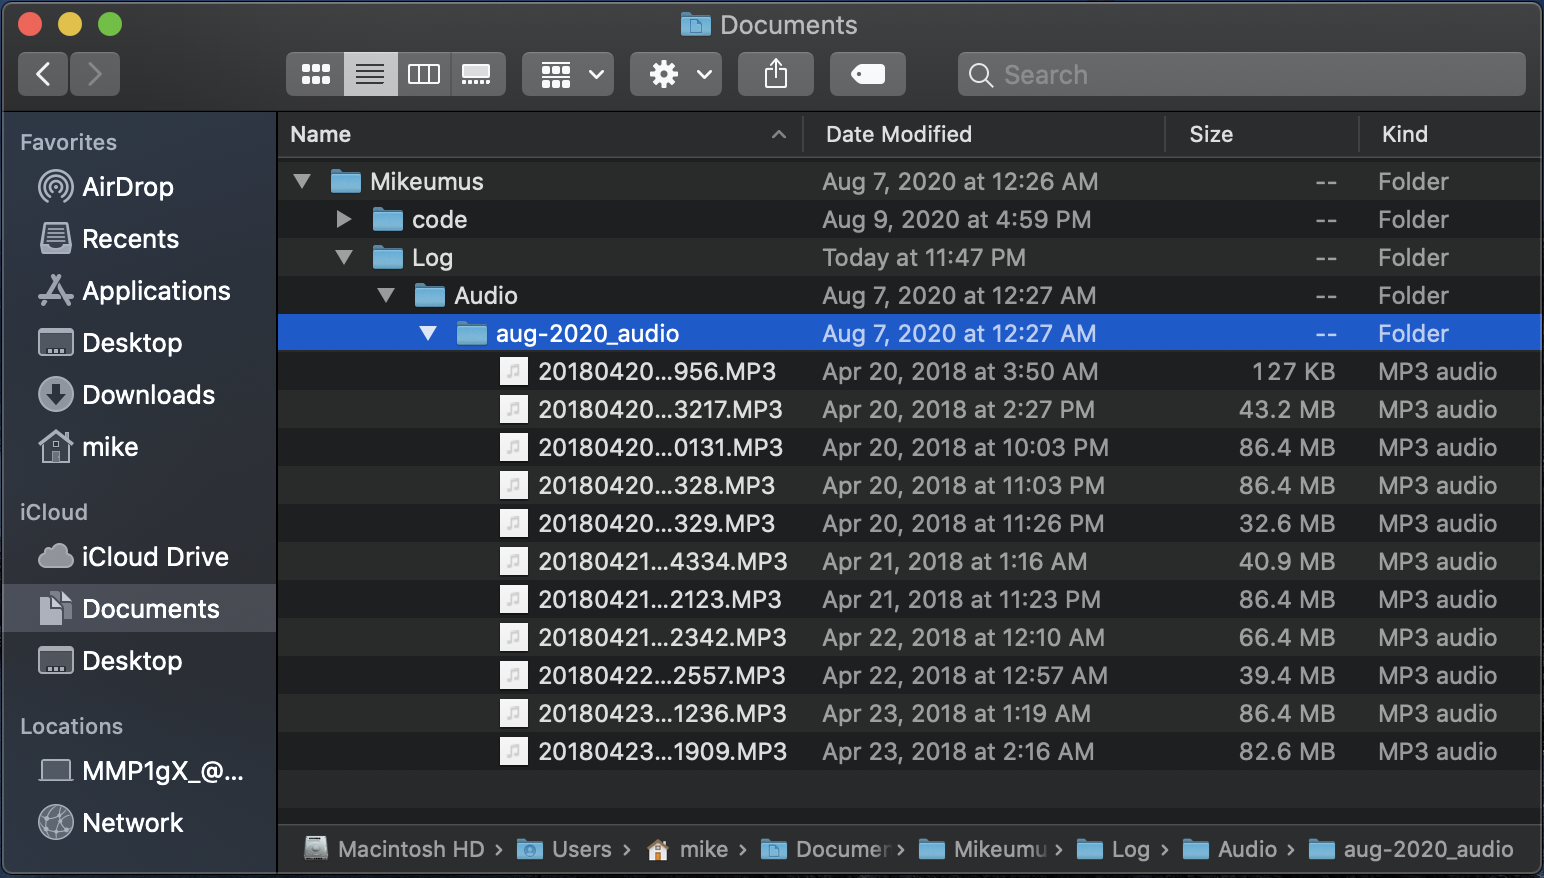 Documents
Search
Favorites
AirDrop
Recents
Applications
Desktop
Downloads
mike
iCloud
iCloud Drive
Documents
Desktop
Locations
MMP1gX_@...
Network
Name Date Modified Size Kind
Mikeumus Aug 7, 2020 at 12:26 AM -- Folder
code Aug 9, 2020 at 4:59 PM -- Folder
Log Today at 11:47 PM -- Folder
Audio Aug 7, 2020 at 12:27 AM -- Folder
aug-2020_audio Aug 7, 2020 at 12:27 AM -- Folder
20180420...956.MP3 Apr 20, 2018 at 3:50 AM 127 KB MP3 audio
20180420...3217.MP3 Apr 20, 2018 at 2:27 PM 43.2 MB MP3 audio
20180420...0131.MP3 Apr 20, 2018 at 10:03 PM 86.4 MB MP3 audio
20180420...328.MP3 Apr 20, 2018 at 11:03 PM 86.4 MB MP3 audio
20180420...329.MP3 Apr 20, 2018 at 11:26 PM 32.6 MB MP3 audio
20180421...4334.MP3 Apr 21, 2018 at 1:16 AM 40.9 MB MP3 audio
20180421...2123.MP3 Apr 21, 2018 at 11:23 PM 86.4 MB MP3 audio
20180421...2342.MP3 Apr 22, 2018 at 12:10 AM 66.4 MB MP3 audio
20180422...2557.MP3 Apr 22, 2018 at 12:57 AM 39.4 MB MP3 audio
20180423...1236.MP3 Apr 23, 2018 at 1:19 AM 86.4 MB MP3 audio
20180423...1909.MP3 Apr 23, 2018 at 2:16 AM 82.6 MB MP3 audio
Macintosh HD › Users › mike › Documen › Mikeumu › Log › Audio › aug-2020_audio